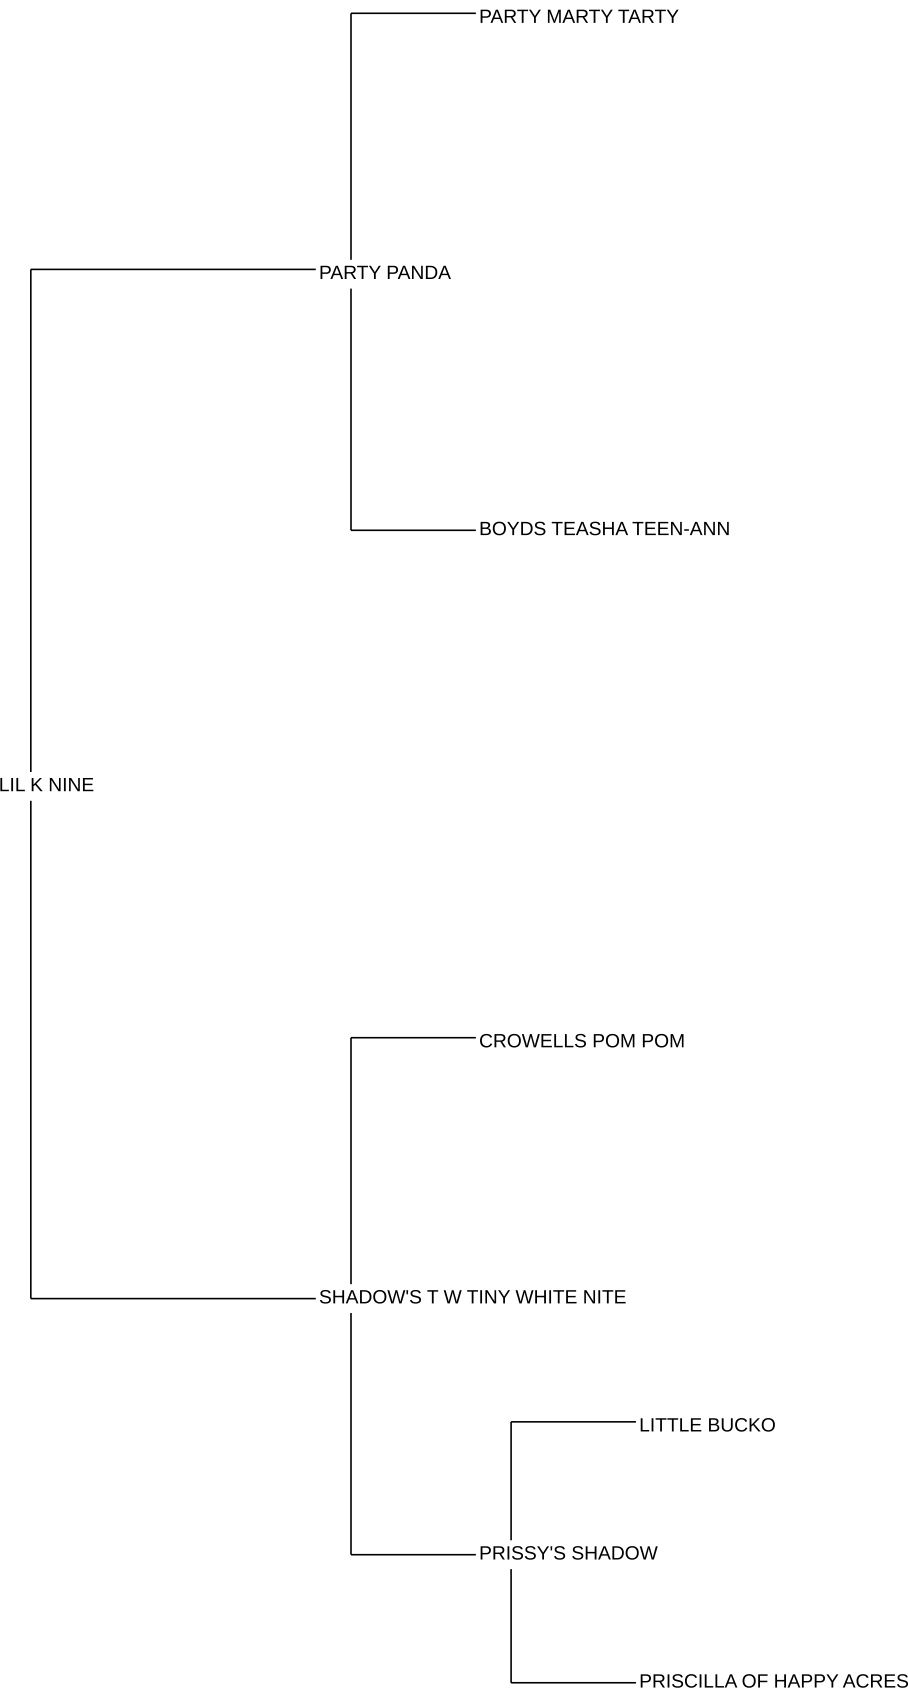 PARTY MARTY TARTY
PARTY PANDA
BOYDS TEASHA TEEN-ANN
LIL K NINE
CROWELLS POM POM
SHADOW'S T W TINY WHITE NITE
LITTLE BUCKO
PRISSY'S SHADOW
PRISCILLA OF HAPPY ACRES